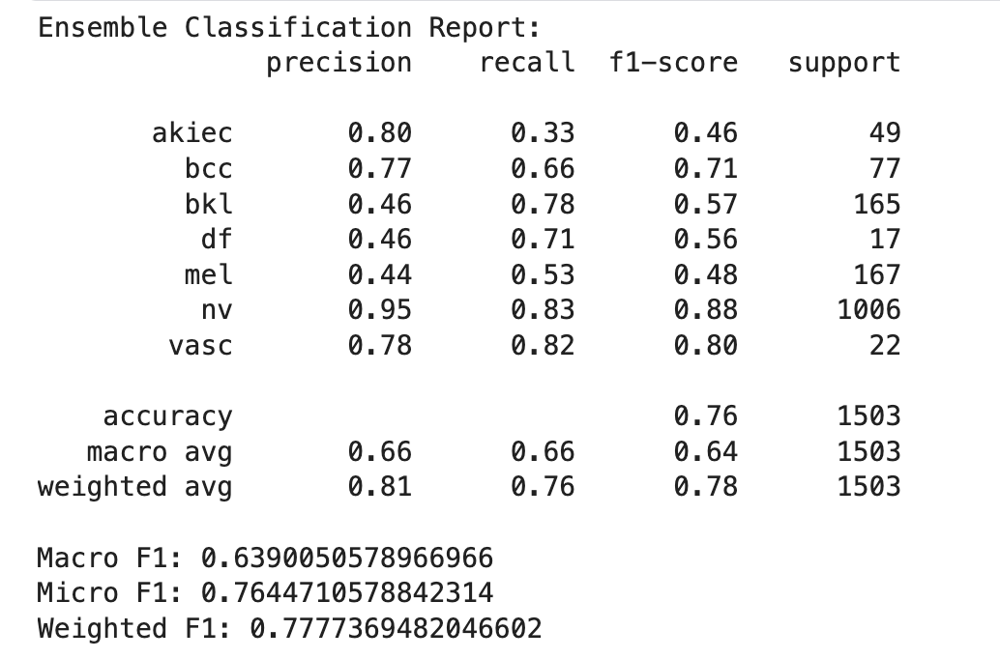 Ensemble Classification Report:
precision recall f1-score support
akiec 0.80 0.33 0.46 49
bcc 0.77 0.66 0.71 77
bkl 0.46 0.78 0.57 165
df 0.46 0.71 0.56 17
mel 0.44 0.53 0.48 167
nv 0.95 0.83 0.88 1006
vasc 0.78 0.82 0.80 22
accuracy 0.76 1503
macro avg 0.66 0.66 0.64 1503
weighted avg 0.81 0.76 0.78 1503
Macro F1: 0.6390050578966966
Micro F1: 0.7644710578842314
Weighted F1: 0.7777369482046602